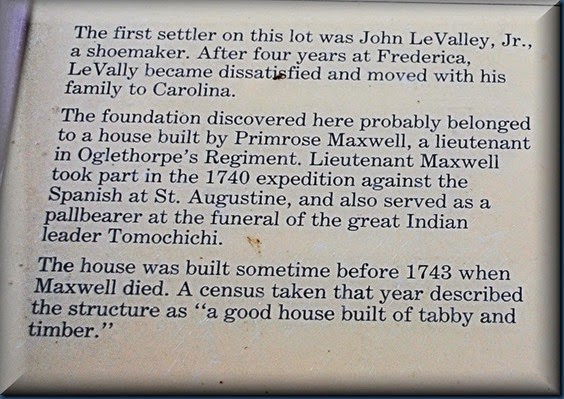 The first settler on this lot was John LeValley, Jr.,
a shoemaker. After four years at Frederica,
LeVally became dissatisfied and moved with his
family to Carolina.
The foundation discovered here probably belonged
to a house built by Primrose Maxwell, a lieutenant
in Oglethorpe's Regiment. Lieutenant Maxwell
took part in the 1740 expedition against the
Spanish at St. Augustine, and also served as a
pallbearer at the funeral of the great Indian
leader Tomochichi.
The house was built sometime before 1743 when
Maxwell died. A census taken that year described
the structure as “a good house built of tabby and
timber.”